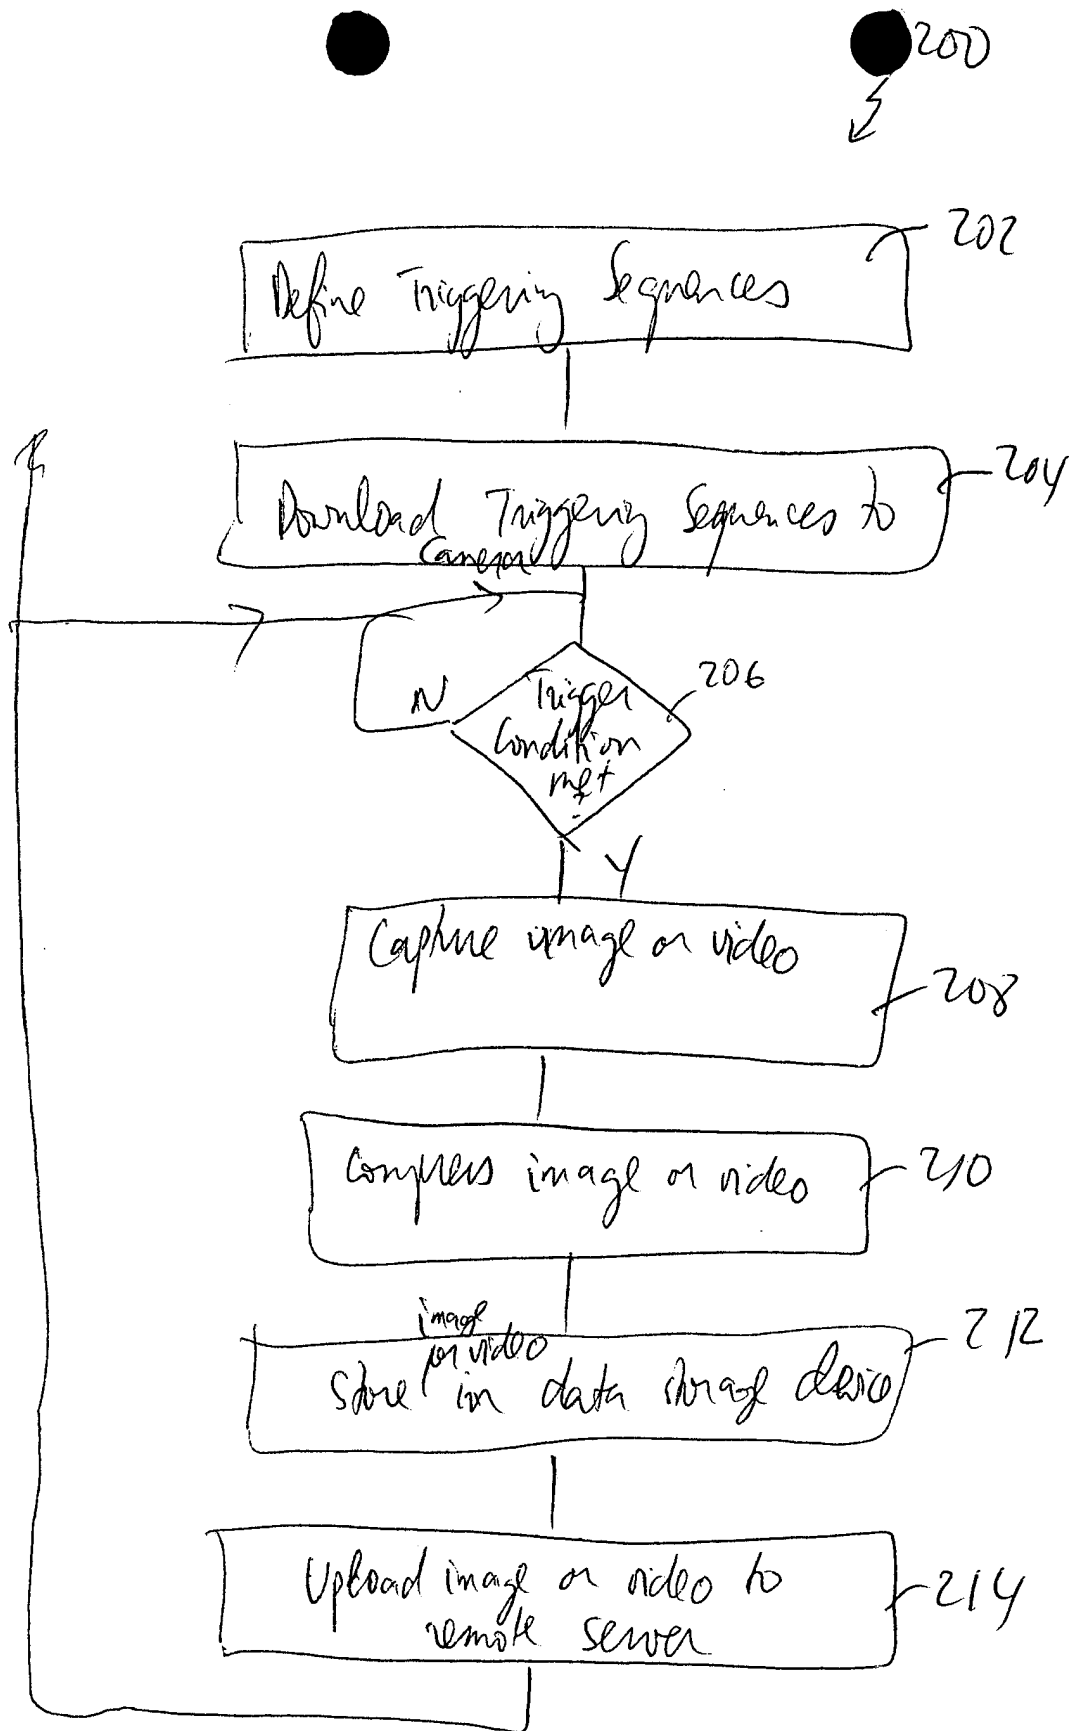 200
202
Define Triggering Sequences
204
Download Triggering Sequences to
Camera
206
N
Trigger
Condition
met
?
Y
Capture image or video
208
Compress image or video
210
image
or video
212
Store in data storage device
Upload image or video to
remote server
214